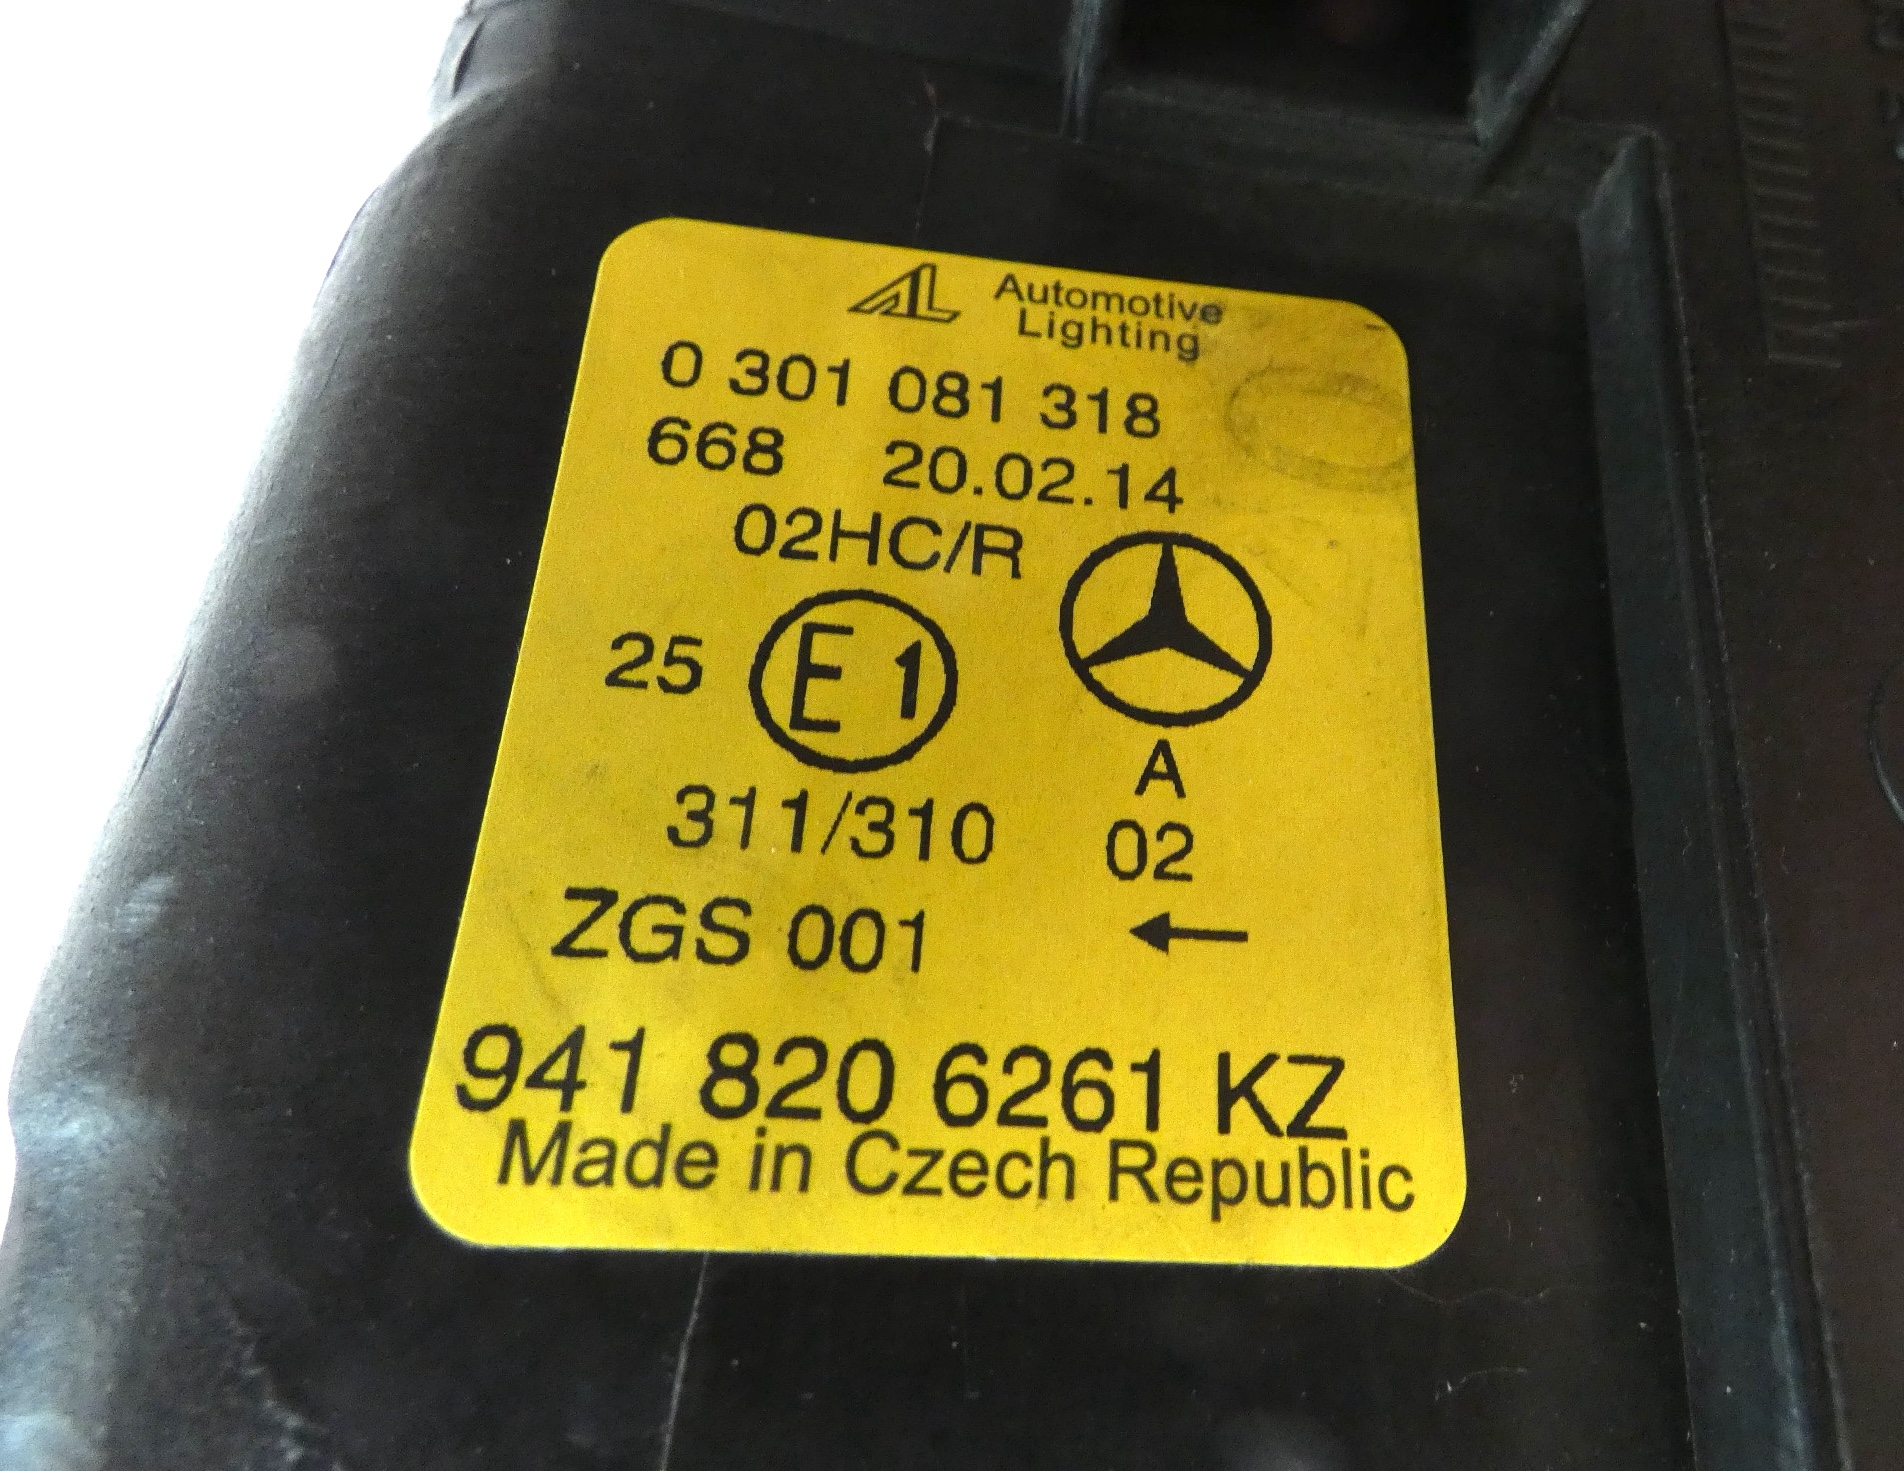 AL Automotive
Lighting
0 301 081 318
668 20.02.14
02HC/R
25 E1
A
311/310 02
ZGS 001 ←
941 820 6261 KZ
Made in Czech Republic